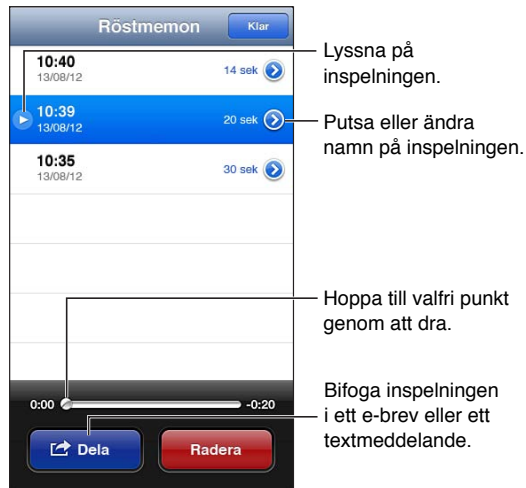 Röstmemon
Klar
10:40
13/08/12
14 sek
10:39
13/08/12
20 sek
10:35
13/08/12
30 sek
0:00
-0:20
Dela
Radera
Lyssna på
inspelningen.
Putsa eller ändra
namn på inspelningen.
Hoppa till valfri punkt
genom att dra.
Bifoga inspelningen
i ett e-brev eller ett
textmeddelande.